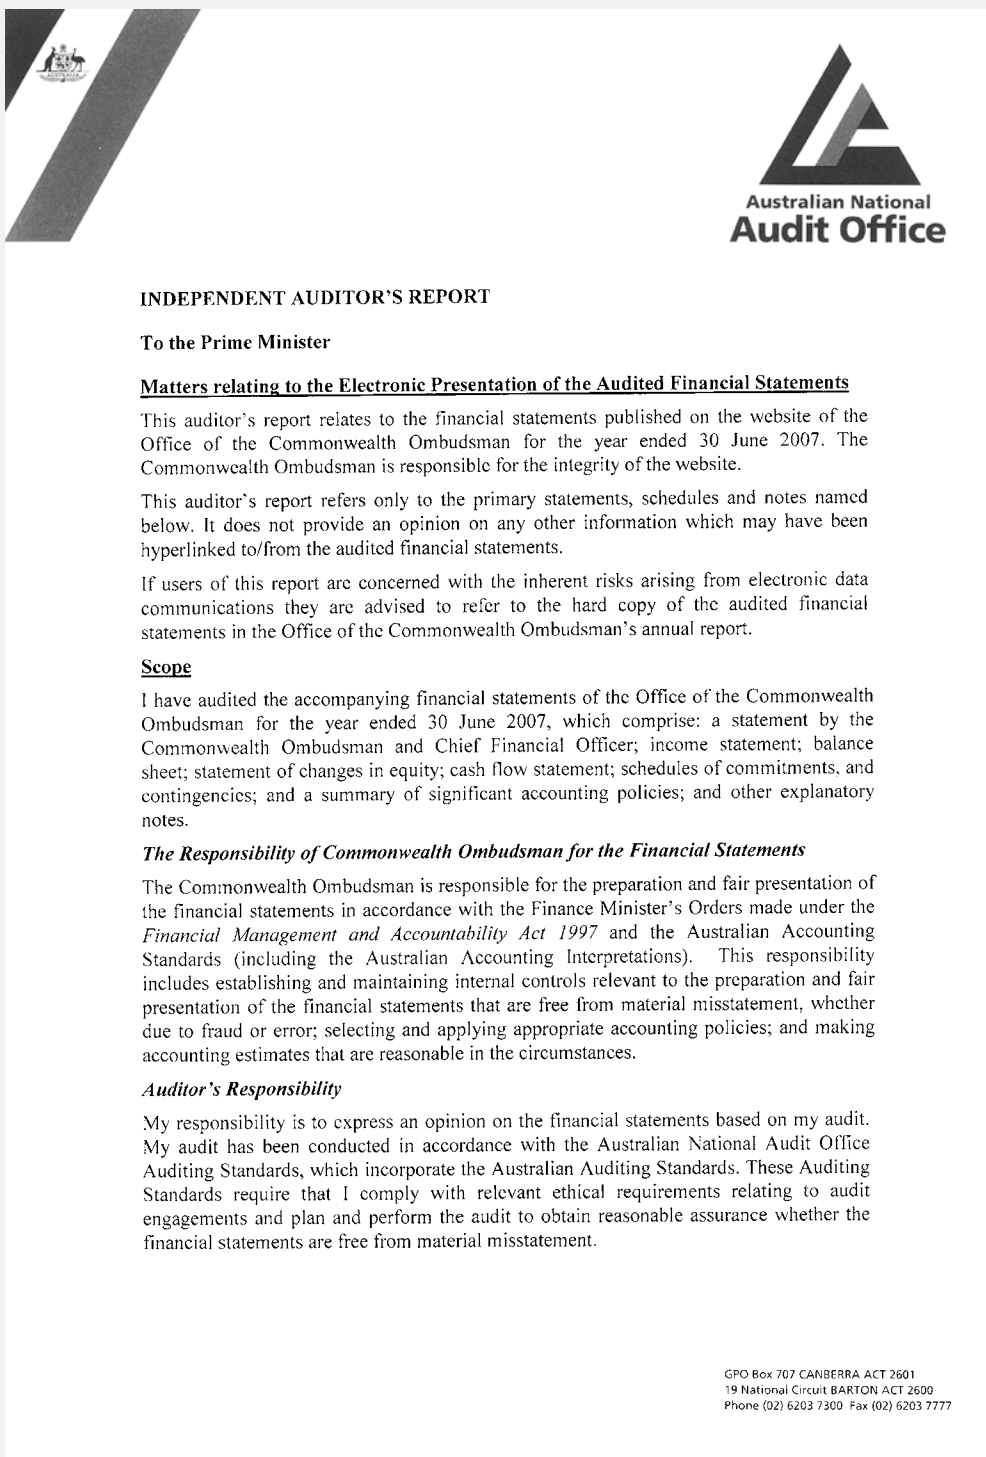 AUSTRALIA
Australian National
Audit Office
INDEPENDENT AUDITOR'S REPORT
To the Prime Minister
Matters relating to the Electronic Presentation of the Audited Financial Statements
This auditor's report relates to the financial statements published on the website of the
Office of the Commonwealth Ombudsman for the year ended 30 June 2007. The
Commonwealth Ombudsman is responsible for the integrity of the website.
This auditor's report refers only to the primary statements, schedules and notes named
below. It does not provide an opinion on any other information which may have been
hyperlinked to/from the audited financial statements.
If users of this report are concerned with the inherent risks arising from electronic data
communications they are advised to refer to the hard copy of the audited financial
statements in the Office of the Commonwealth Ombudsman's annual report.
Scope
I have audited the accompanying financial statements of the Office of the Commonwealth
Ombudsman for the year ended 30 June 2007, which comprise: a statement by the
Commonwealth Ombudsman and Chief Financial Officer; income statement; balance
sheet; statement of changes in equity; cash flow statement; schedules of commitments, and
contingencies; and a summary of significant accounting policies; and other explanatory
notes.
The Responsibility of Commonwealth Ombudsman for the Financial Statements
The Commonwealth Ombudsman is responsible for the preparation and fair presentation of
the financial statements in accordance with the Finance Minister's Orders made under the
Financial Management and Accountability Act 1997 and the Australian Accounting
Standards (including the Australian Accounting Interpretations). This responsibility
includes establishing and maintaining internal controls relevant to the preparation and fair
presentation of the financial statements that are free from material misstatement, whether
due to fraud or error; selecting and applying appropriate accounting policies; and making
accounting estimates that are reasonable in the circumstances.
Auditor's Responsibility
My responsibility is to express an opinion on the financial statements based on my audit.
My audit has been conducted in accordance with the Australian National Audit Office
Auditing Standards, which incorporate the Australian Auditing Standards. These Auditing
Standards require that I comply with relevant ethical requirements relating to audit
engagements and plan and perform the audit to obtain reasonable assurance whether the
financial statements are free from material misstatement.
GPO Box 707 CANBERRA ACT 2601
19 National Circuit BARTON ACT 2600
Phone (02) 6203 7300 Fax (02) 6203 7777